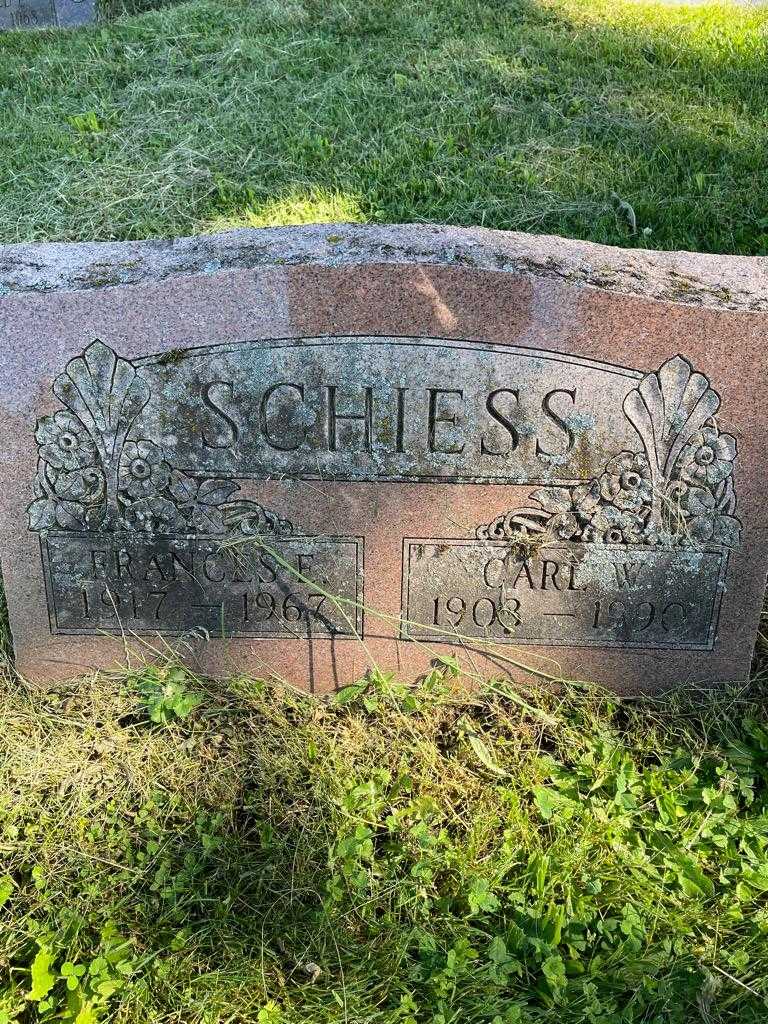 SCHIESS
FRANCES E.
1917 — 1967
CARL W.
1908 — 1990